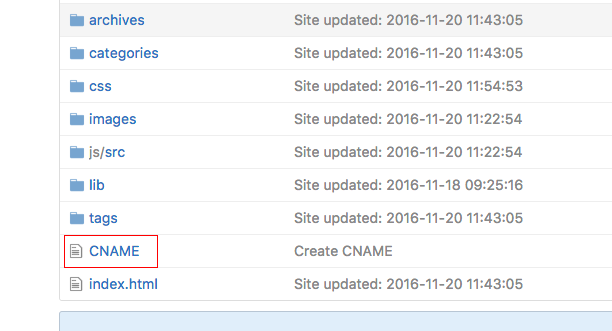 archives Site updated: 2016-11-20 11:43:05
categories Site updated: 2016-11-20 11:43:05
css Site updated: 2016-11-20 11:54:53
images Site updated: 2016-11-20 11:22:54
js/src Site updated: 2016-11-20 11:22:54
lib Site updated: 2016-11-18 09:25:16
tags Site updated: 2016-11-20 11:43:05
CNAME Create CNAME
index.html Site updated: 2016-11-20 11:43:05